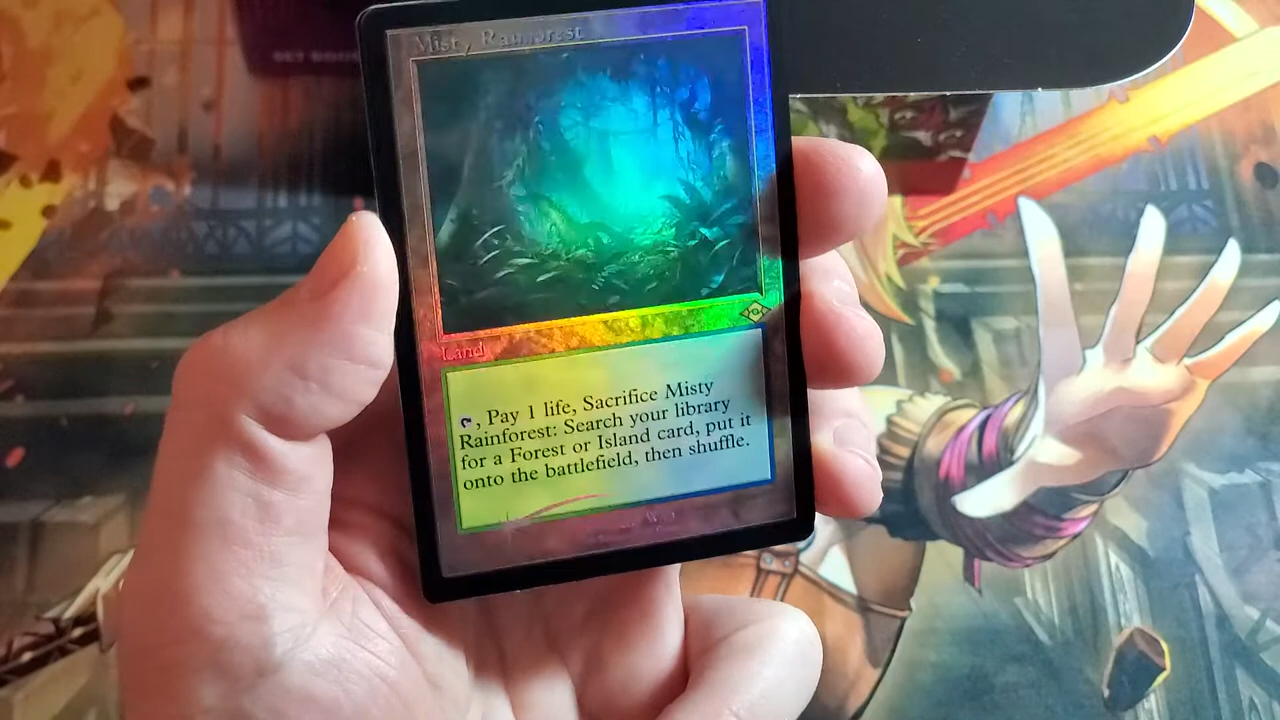 Misty Rainforest
Land
, Pay 1 life, Sacrifice Misty
Rainforest: Search your library
for a Forest or Island card, put it
onto the battlefield, then shuffle.